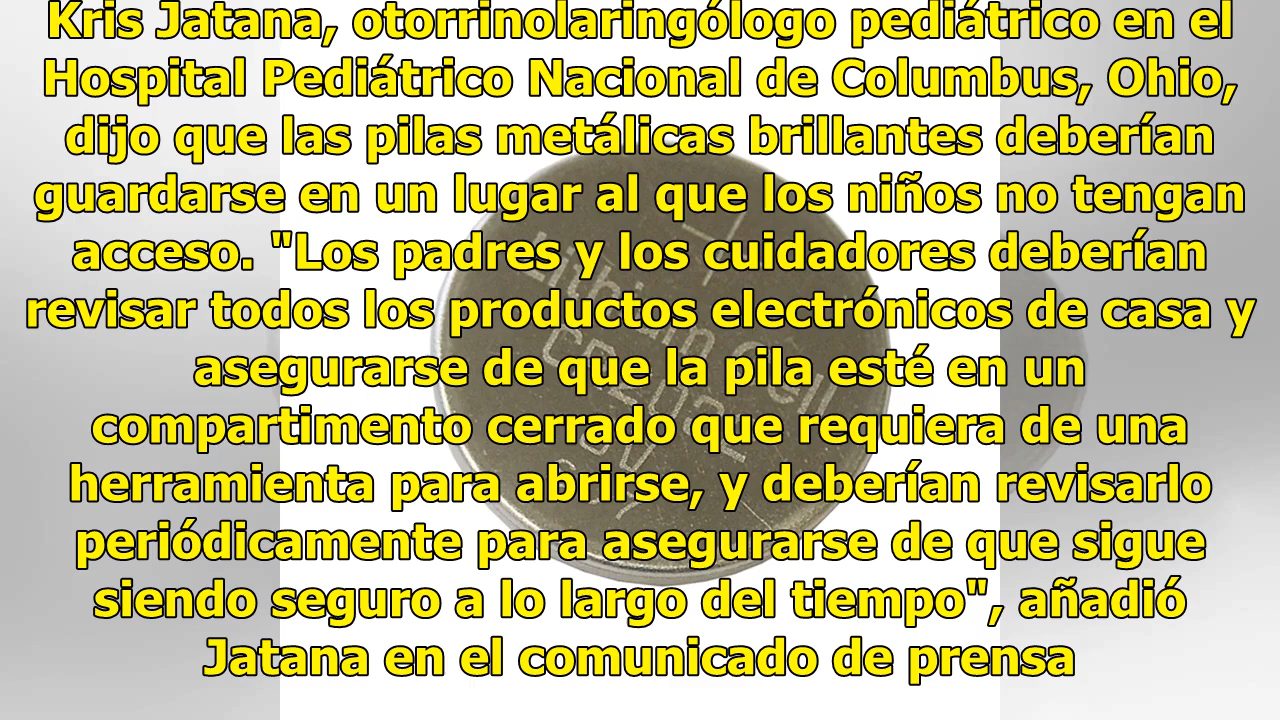 Kris Jatana, otorrinolaringólogo pediátrico en el
Hospital Pediátrico Nacional de Columbus, Ohio,
dijo que las pilas metálicas brillantes deberían
guardarse en un lugar al que los niños no tengan
acceso. "Los padres y los cuidadores deberían
revisar todos los productos electrónicos de casa y
asegurarse de que la pila esté en un
compartimento cerrado que requiera de una
herramienta para abrirse, y deberían revisarlo
periódicamente para asegurarse de que sigue
siendo seguro a lo largo del tiempo", añadió
Jatana en el comunicado de prensa
Lithium Cell
CR2032
3V